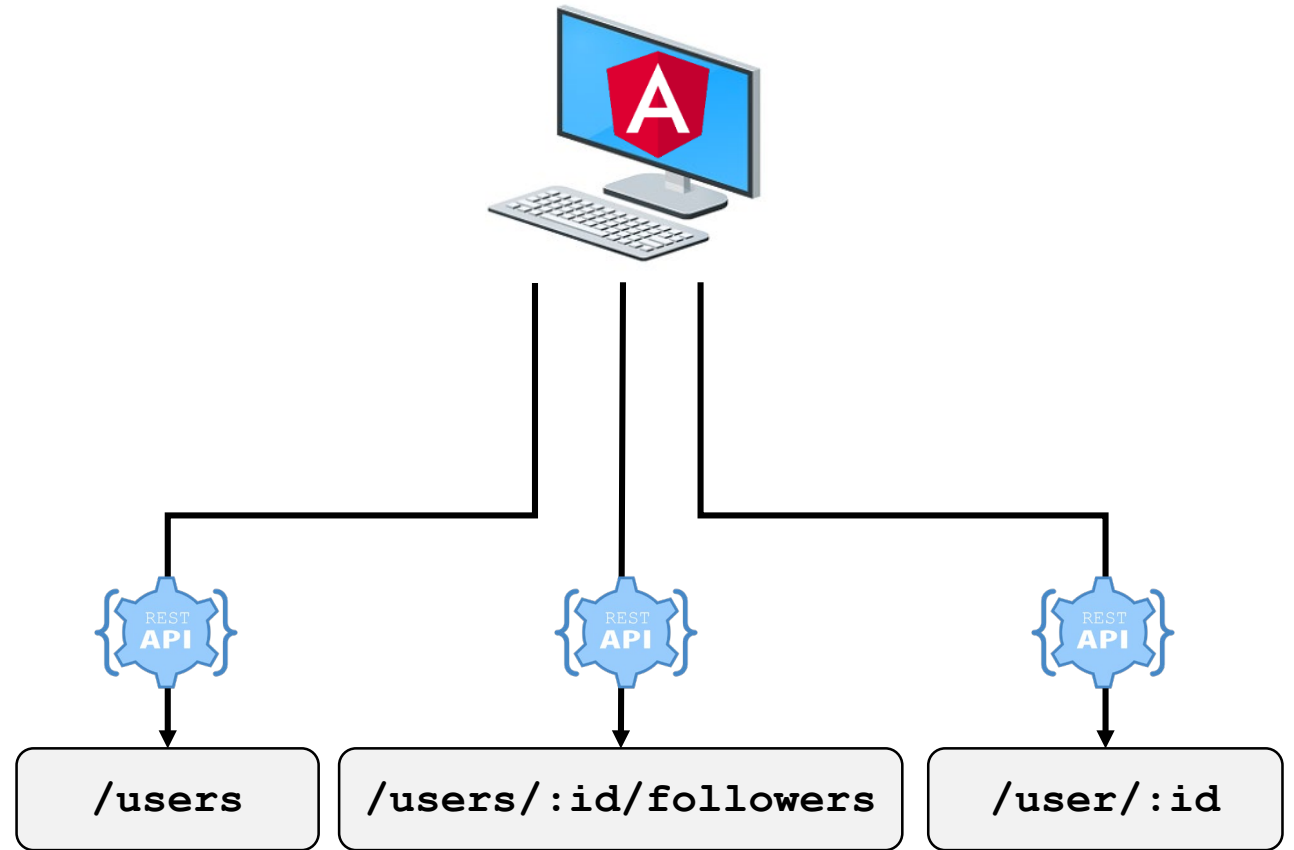 A
REST
API
REST
API
REST
API
/users
/users/:id/followers
/user/:id